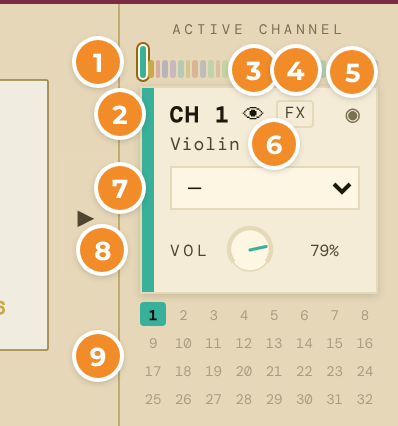 ACTIVE CHANNEL
1
3 4 5
2 CH 1 FX
Violin 6
7 —
8 VOL 79%
6
1 2 3 4 5 6 7 8
9
9 10 11 12 13 14 15 16
17 18 19 20 21 22 23 24
25 26 27 28 29 30 31 32